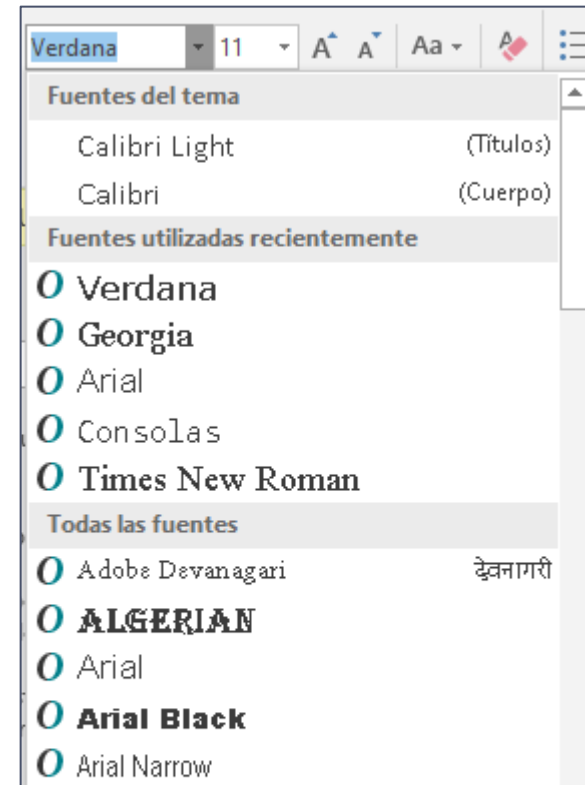 Verdana 11 A A Aa
Fuentes del tema
Calibri Light (Títulos)
Calibri (Cuerpo)
Fuentes utilizadas recientemente
O Verdana
O Georgia
O Arial
O Consolas
O Times New Roman
Todas las fuentes
O Adobe Devanagari देवनागरी
O ALGERIAN
O Arial
O Arial Black
O Arial Narrow